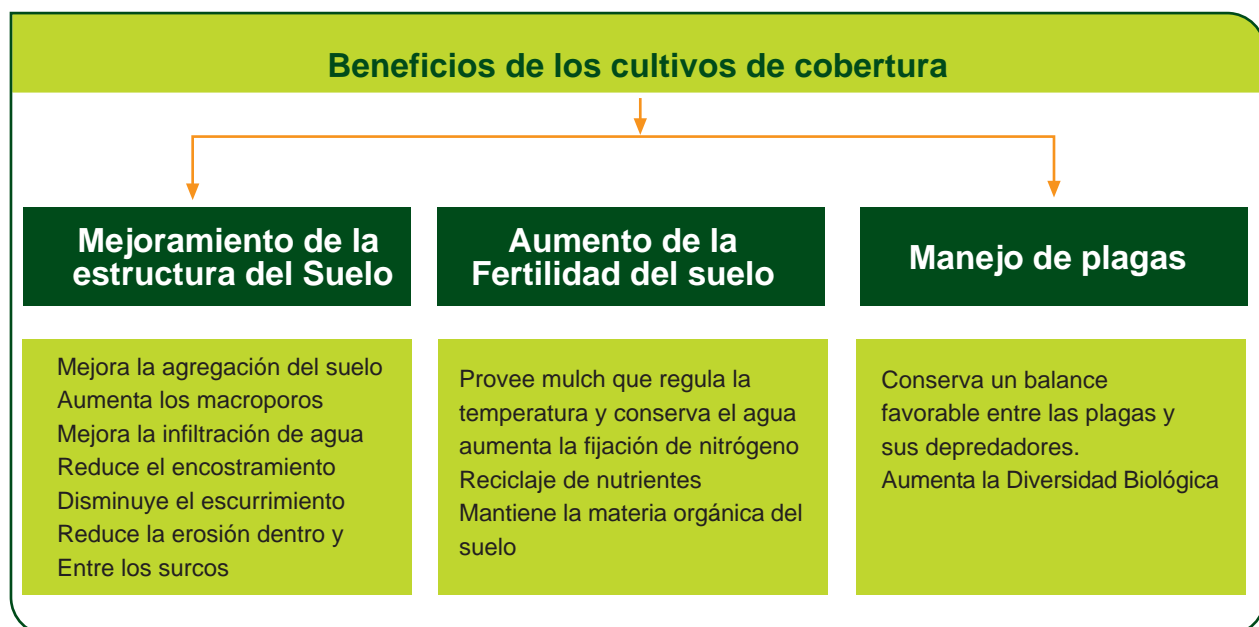 Beneficios de los cultivos de cobertura
Mejoramiento de la
estructura del Suelo
Mejora la agregación del suelo
Aumenta los macroporos
Mejora la infiltración de agua
Reduce el encostramiento
Disminuye el escurrimiento
Reduce la erosión dentro y
Entre los surcos
Aumento de la
Fertilidad del suelo
Provee mulch que regula la
temperatura y conserva el agua
aumenta la fijación de nitrógeno
Reciclaje de nutrientes
Mantiene la materia orgánica del
suelo
Manejo de plagas
Conserva un balance
favorable entre las plagas y
sus depredadores.
Aumenta la Diversidad Biológica